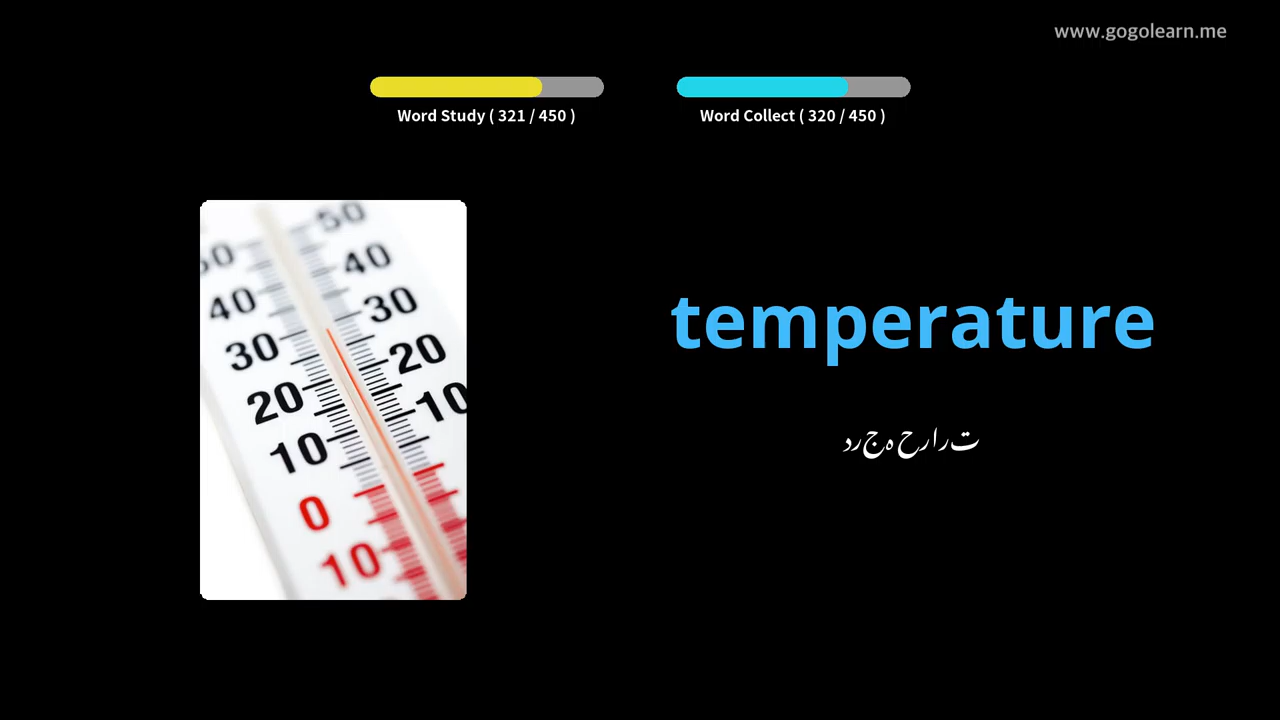 www.gogolearn.me
Word Study ( 321 / 450 )
Word Collect ( 320 / 450 )
50
40
40
30
30
20
20
10
10
0
10
temperature
درجہ حرارت